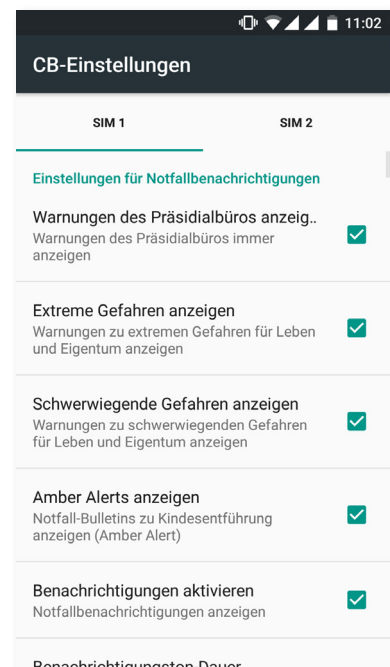 11:02
CB-Einstellungen
SIM 1 SIM 2
Einstellungen für Notfallbenachrichtigungen
Warnungen des Präsidialbüros anzeig..
Warnungen des Präsidialbüros immer
anzeigen
Extreme Gefahren anzeigen
Warnungen zu extremen Gefahren für Leben
und Eigentum anzeigen
Schwerwiegende Gefahren anzeigen
Warnungen zu schwerwiegenden Gefahren
für Leben und Eigentum anzeigen
Amber Alerts anzeigen
Notfall-Bulletins zu Kindesentführung
anzeigen (Amber Alert)
Benachrichtigungen aktivieren
Notfallbenachrichtigungen anzeigen
Benachrichtigungston Dauer